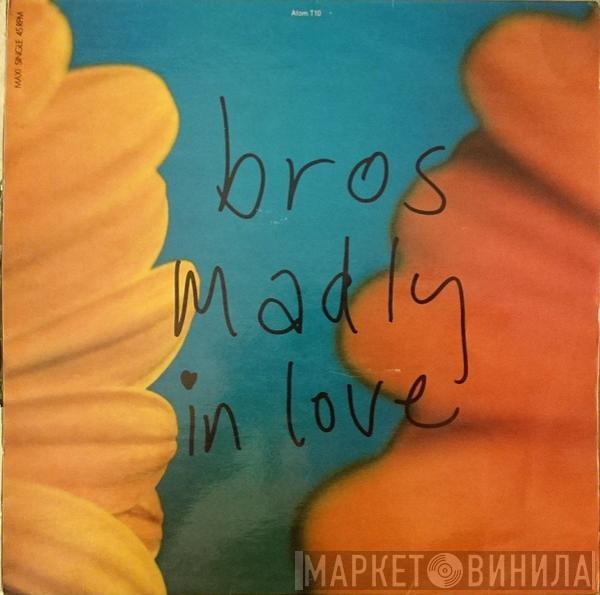 Atom T10
MAXI SINGLE 45 RPM
bros
madly
in love
МАРКЕТ ВИНИЛА